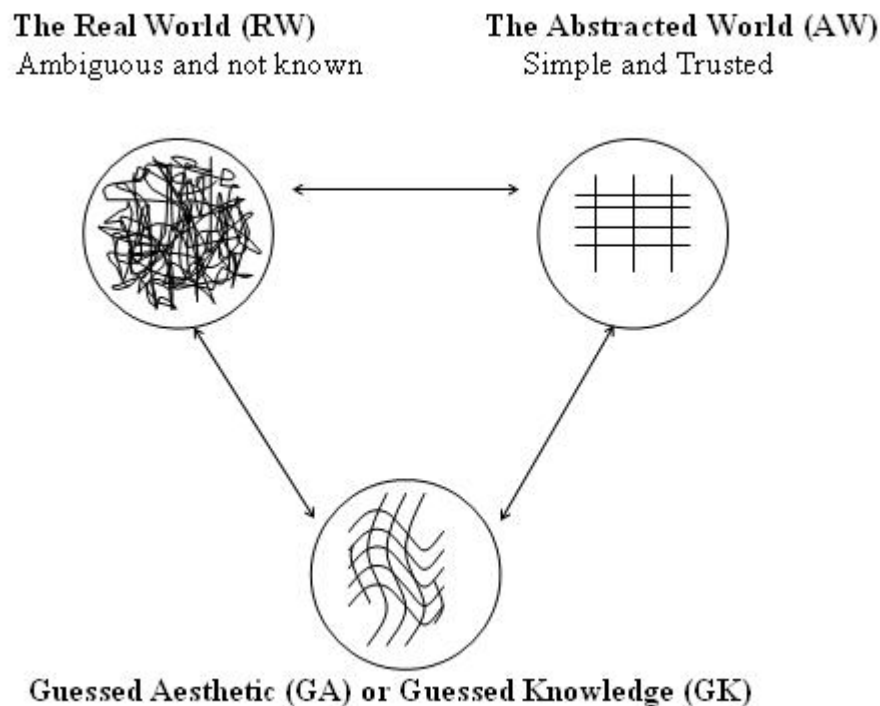 The Real World (RW)
Ambiguous and not known
The Abstracted World (AW)
Simple and Trusted
Guessed Aesthetic (GA) or Guessed Knowledge (GK)